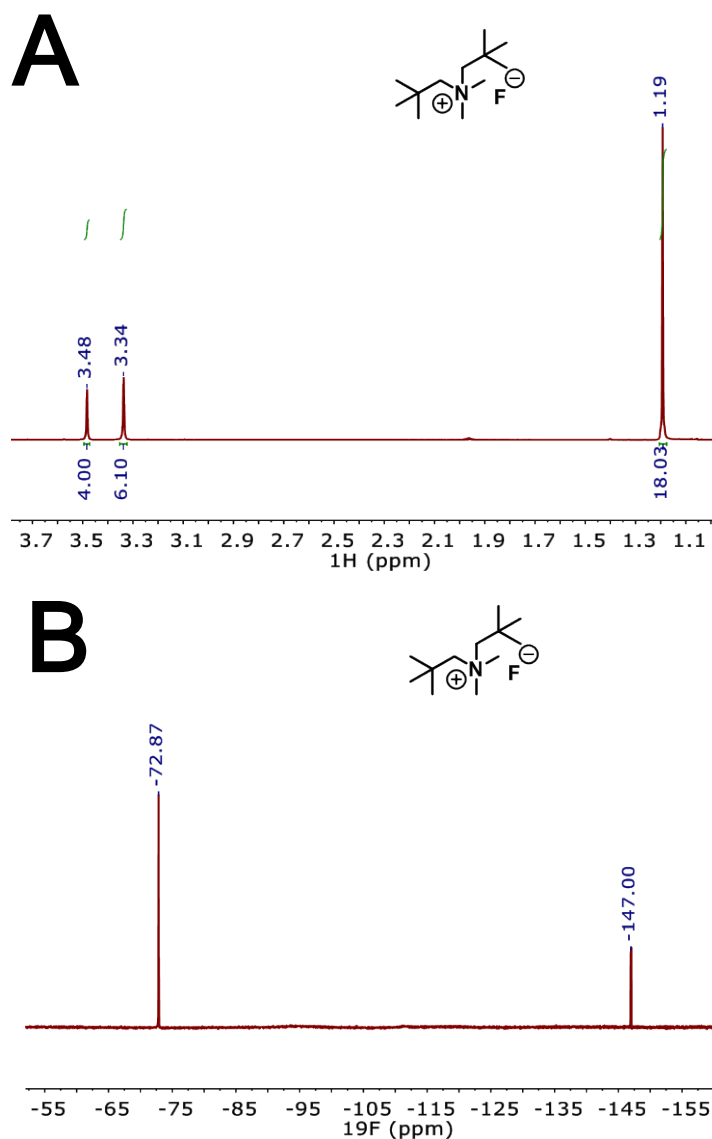 A
N
+
F
−
1.19
3.48
3.34
4.00
6.10
18.03
3.7 3.5 3.3 3.1 2.9 2.7 2.5 2.3 2.1 1.9 1.7 1.5 1.3 1.1
1H (ppm)
B
N
+
F
−
-72.87
-147.00
-55 -65 -75 -85 -95 -105 -115 -125 -135 -145 -155
19F (ppm)